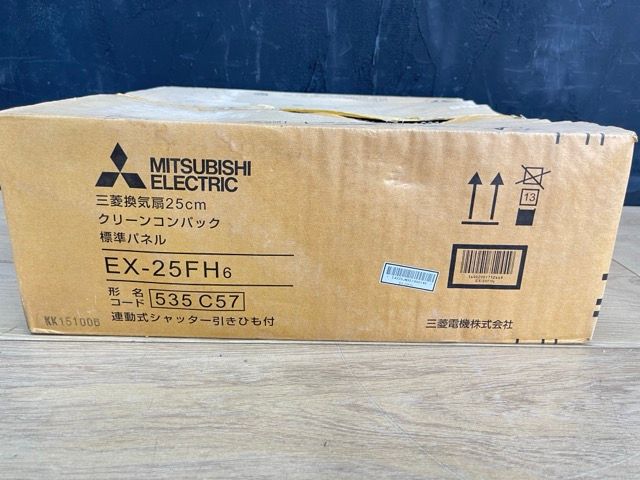 MITSUBISHI
ELECTRIC
三菱換気扇25cm
クリーンコンパック
標準パネル
EX-25FH6
形名
コード 535 C57
連動式シャッター引きひも付
KK151006
13
三菱電機株式会社